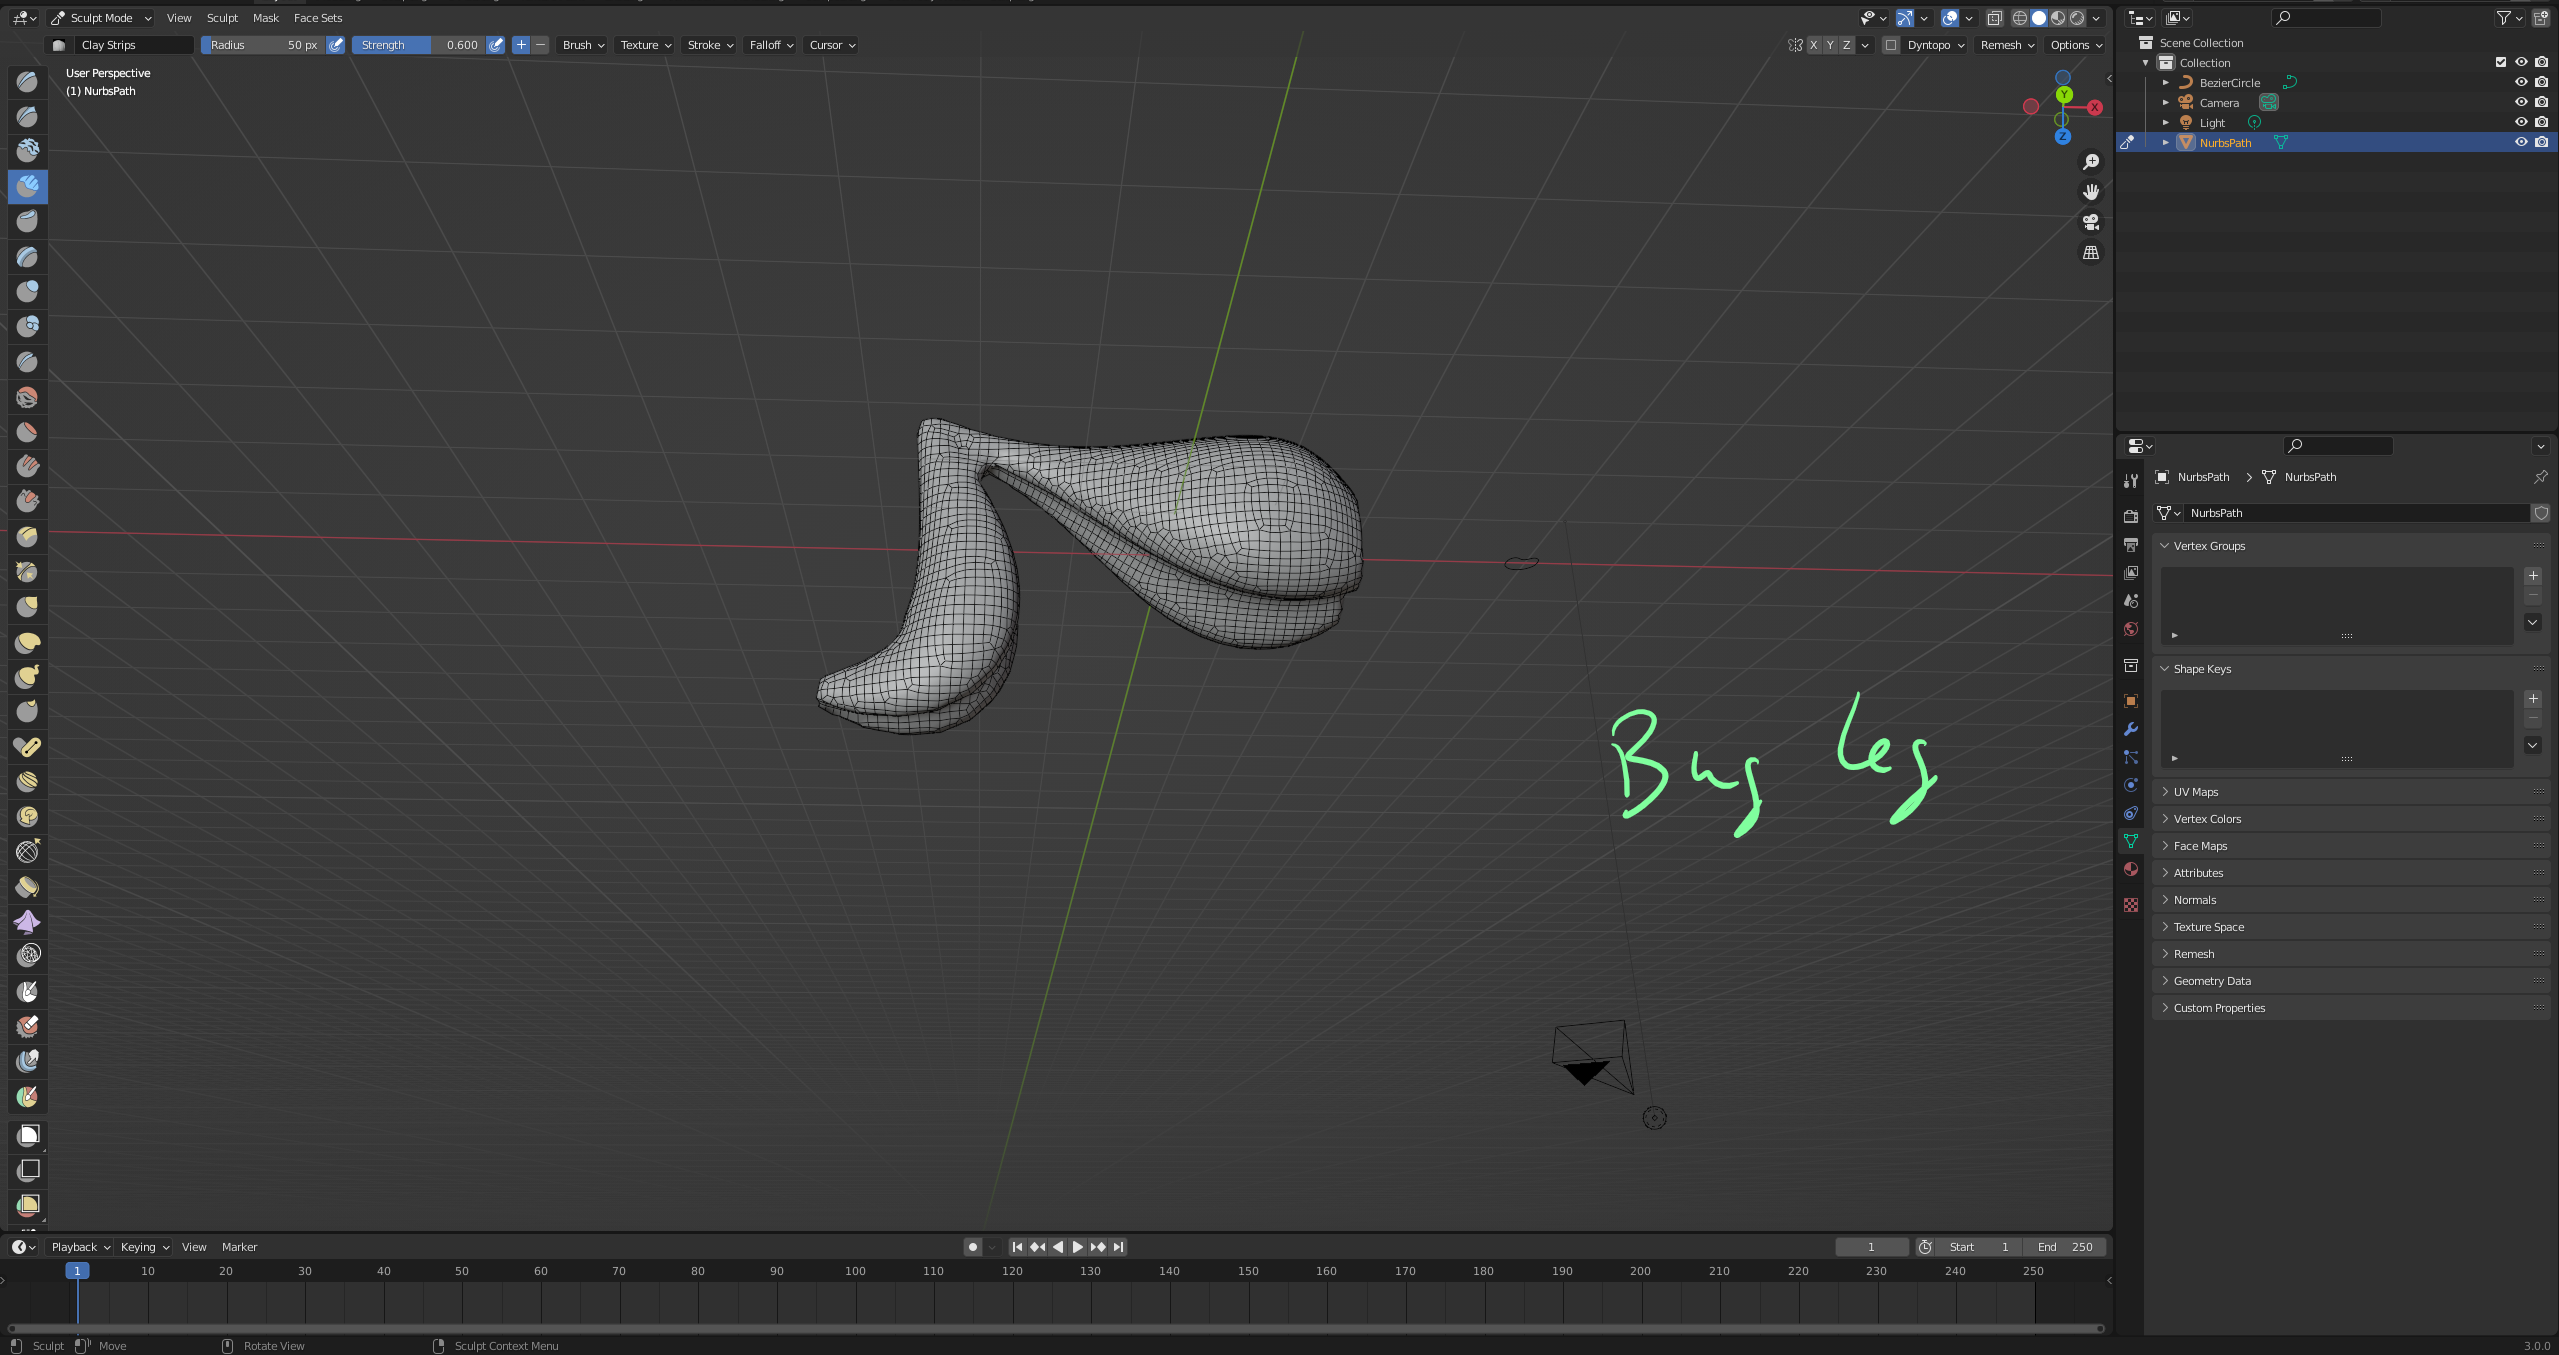 Sculpt Mode View Sculpt Mask Face Sets
Clay Strips Radius 50 px Strength 0.600 + − Brush Texture Stroke Falloff Cursor X Y Z Dyntopo Remesh Options
User Perspective
(1) NurbsPath
Y
X
Z
Bug leg
Scene Collection
Collection
BezierCircle
Camera
Light
NurbsPath
NurbsPath > NurbsPath
NurbsPath
Vertex Groups
Shape Keys
UV Maps
Vertex Colors
Face Maps
Attributes
Normals
Texture Space
Remesh
Geometry Data
Custom Properties
Playback Keying View Marker 1 Start 1 End 250
1 10 20 30 40 50 60 70 80 90 100 110 120 130 140 150 160 170 180 190 200 210 220 230 240 250
Sculpt Move Rotate View Sculpt Context Menu 3.0.0